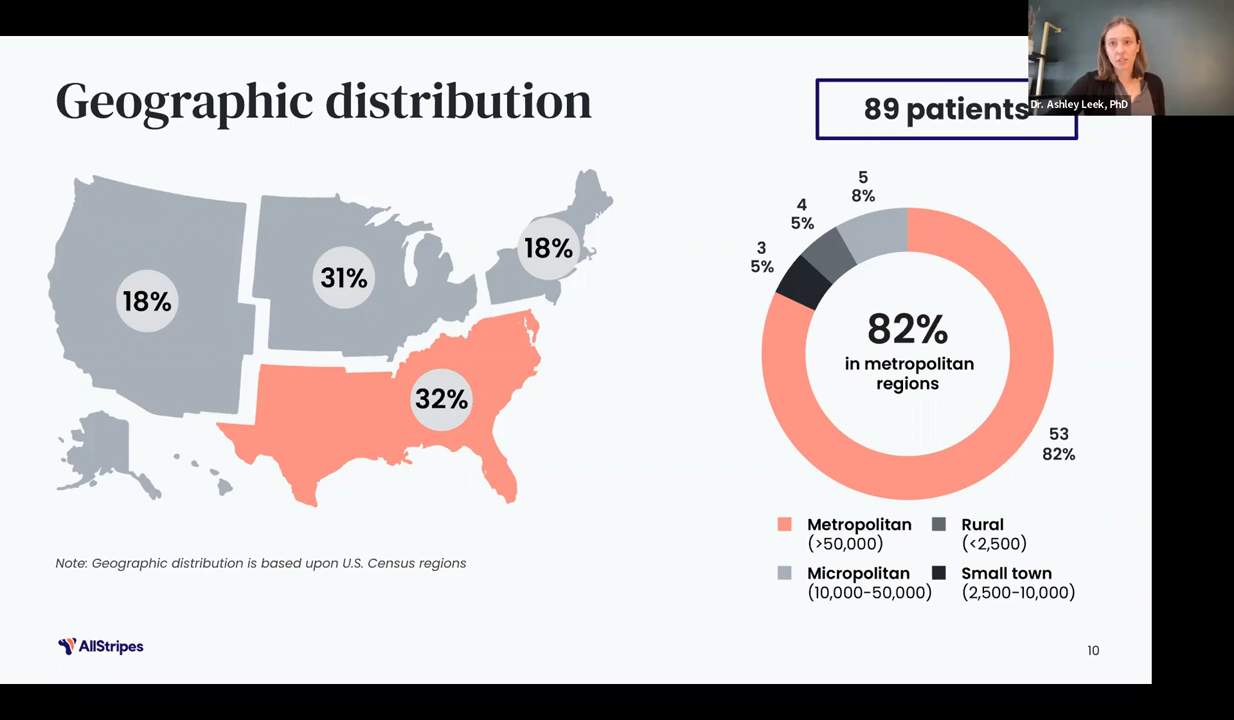 Geographic distribution
89 patients
Dr. Ashley Leek, PhD
18%
31%
18%
32%
5
8%
4
5%
3
5%
82%
in metropolitan
regions
53
82%
Metropolitan
(>50,000)
Rural
(<2,500)
Micropolitan
(10,000-50,000)
Small town
(2,500-10,000)
Note: Geographic distribution is based upon U.S. Census regions
AllStripes
10